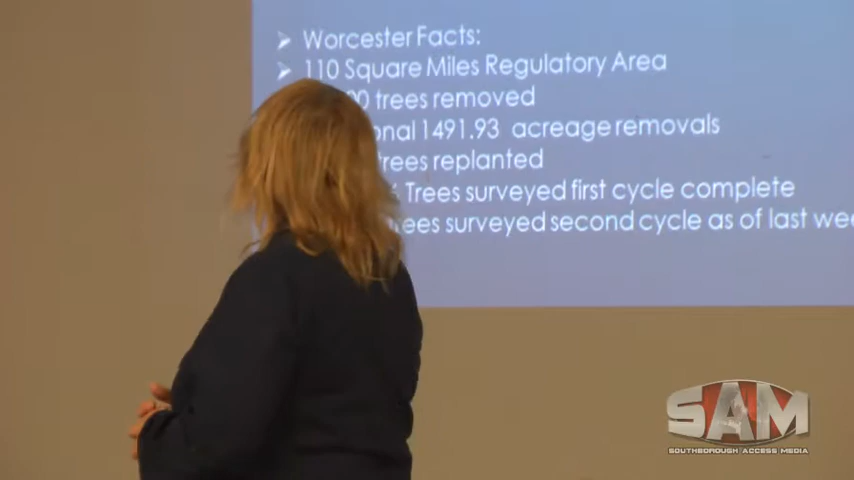 Worcester Facts:
110 Square Miles Regulatory Area
trees removed
1491.93 acreage removals
trees replanted
Trees surveyed first cycle complete
surveyed second cycle as of last
SAM
SOUTHBOROUGH ACCESS MEDIA